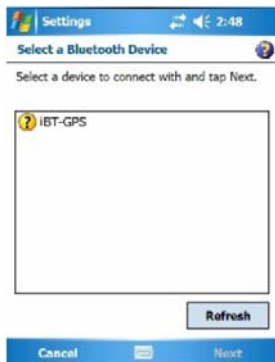 Settings 2:48
Select a Bluetooth Device
Select a device to connect with and tap Next.
iBT-GPS
Refresh
Cancel Next